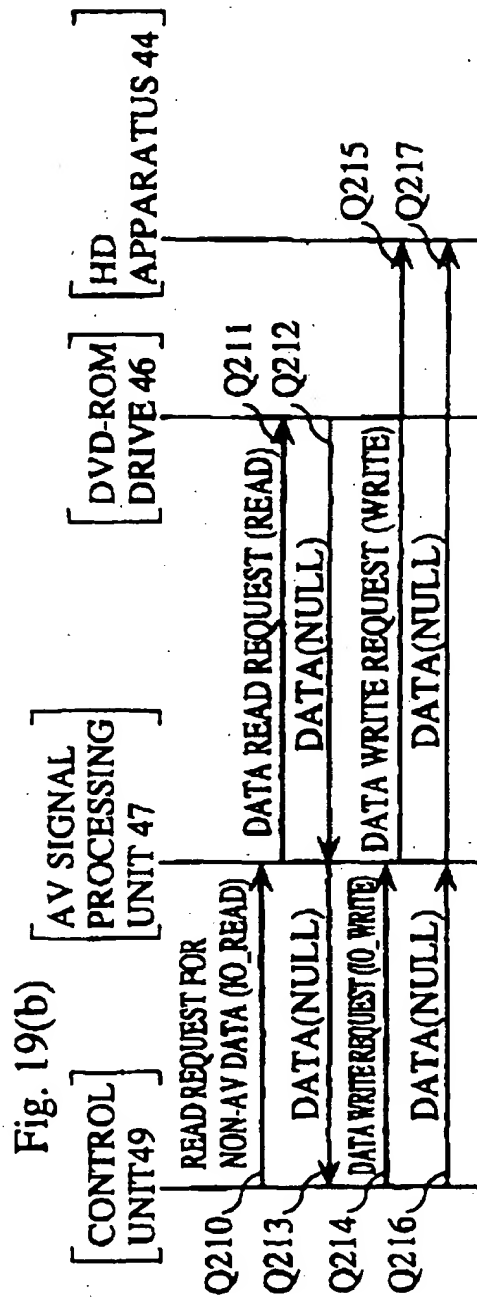 Fig. 19(b)
CONTROL
UNIT49
AV SIGNAL
PROCESSING
UNIT 47
DVD-ROM
DRIVE 46
HD
APPARATUS 44
Q210
READ REQUEST FOR
NON-AV DATA (IO_READ)
DATA READ REQUEST (READ)
Q211
Q213
DATA(NULL)
DATA(NULL)
Q212
Q214
DATA WRITE REQUEST (IO_WRITE)
DATA WRITE REQUEST (WRITE)
Q215
Q216
DATA(NULL)
DATA(NULL)
Q217